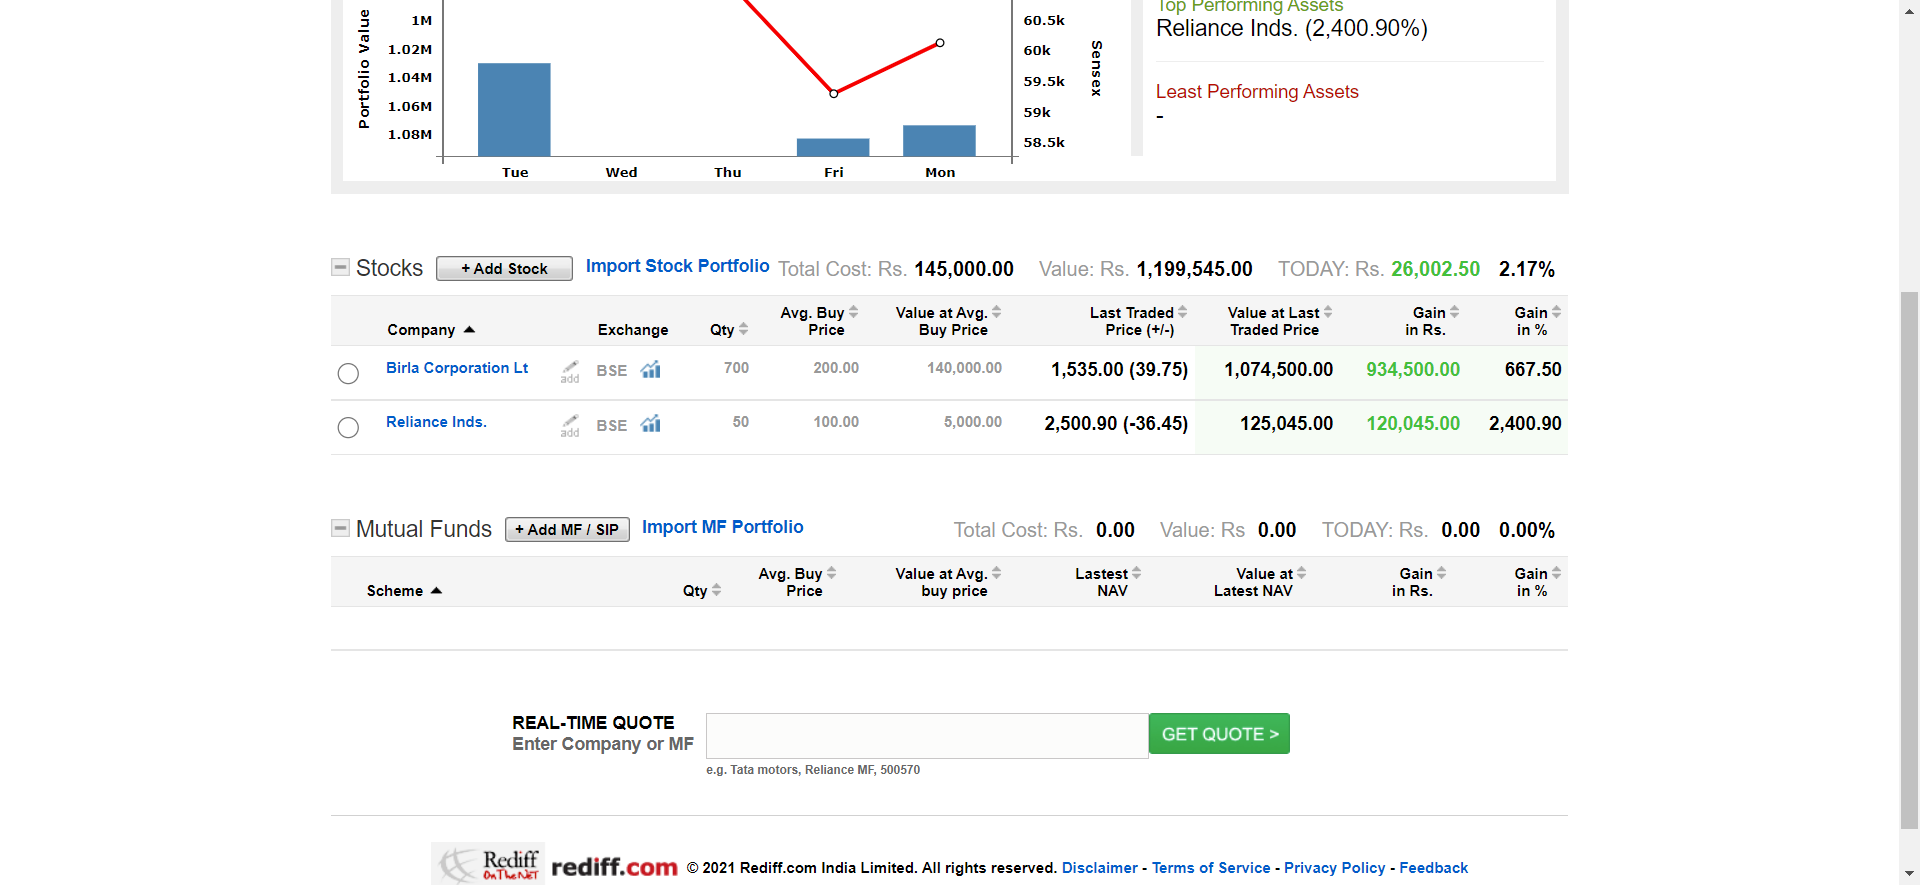 Top Performing Assets
Reliance Inds. (2,400.90%)
Least Performing Assets
-
Portfolio Value
1M
1.02M
1.04M
1.06M
1.08M
60.5k
60k
59.5k
59k
58.5k
Sensex
Tue Wed Thu Fri Mon
Stocks + Add Stock Import Stock Portfolio Total Cost: Rs. 145,000.00 Value: Rs. 1,199,545.00 TODAY: Rs. 26,002.50 2.17%
Company Exchange Qty Avg. Buy Price Value at Avg. Buy Price Last Traded Price (+/-) Value at Last Traded Price Gain in Rs. Gain in %
Birla Corporation Lt add BSE 700 200.00 140,000.00 1,535.00 (39.75) 1,074,500.00 934,500.00 667.50
Reliance Inds. add BSE 50 100.00 5,000.00 2,500.90 (-36.45) 125,045.00 120,045.00 2,400.90
Mutual Funds + Add MF / SIP Import MF Portfolio Total Cost: Rs. 0.00 Value: Rs 0.00 TODAY: Rs. 0.00 0.00%
Scheme Qty Avg. Buy Price Value at Avg. buy price Lastest NAV Value at Latest NAV Gain in Rs. Gain in %
REAL-TIME QUOTE
Enter Company or MF
GET QUOTE >
e.g. Tata motors, Reliance MF, 500570
Rediff
On The NeT
rediff.com © 2021 Rediff.com India Limited. All rights reserved. Disclaimer - Terms of Service - Privacy Policy - Feedback